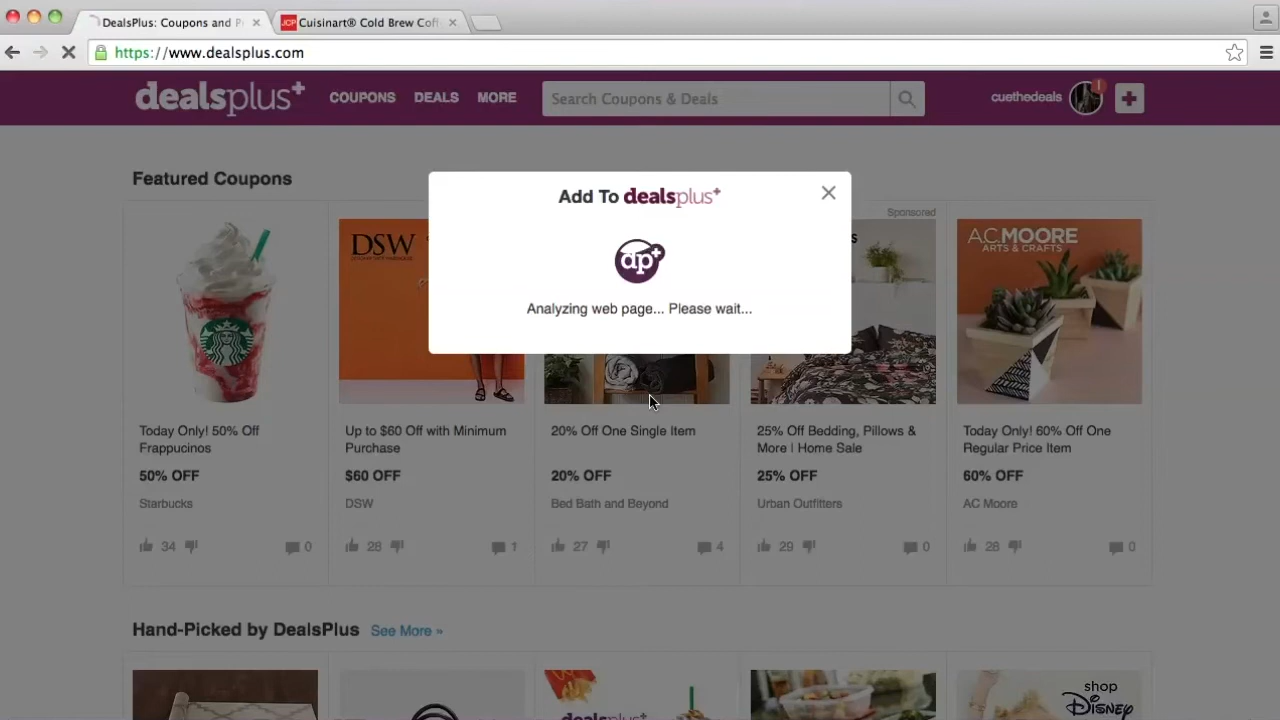 DealsPlus: Coupons and P
JCP Cuisinart® Cold Brew Coff
https://www.dealsplus.com
dealsplus+
COUPONS DEALS MORE
Search Coupons & Deals
cuethedeals
Featured Coupons
Add To dealsplus+
dp+
Analyzing web page... Please wait...
Sponsored
DSW
A.C. MOORE
ARTS & CRAFTS
Today Only! 50% Off
Frappucinos
50% OFF
Starbucks
34 0
Up to $60 Off with Minimum
Purchase
$60 OFF
DSW
28 1
20% Off One Single Item
20% OFF
Bed Bath and Beyond
27 4
25% Off Bedding, Pillows &
More | Home Sale
25% OFF
Urban Outfitters
29 0
Today Only! 60% Off One
Regular Price Item
60% OFF
AC Moore
28 0
Hand-Picked by DealsPlus See More »
dealsplus+
shop
Disney